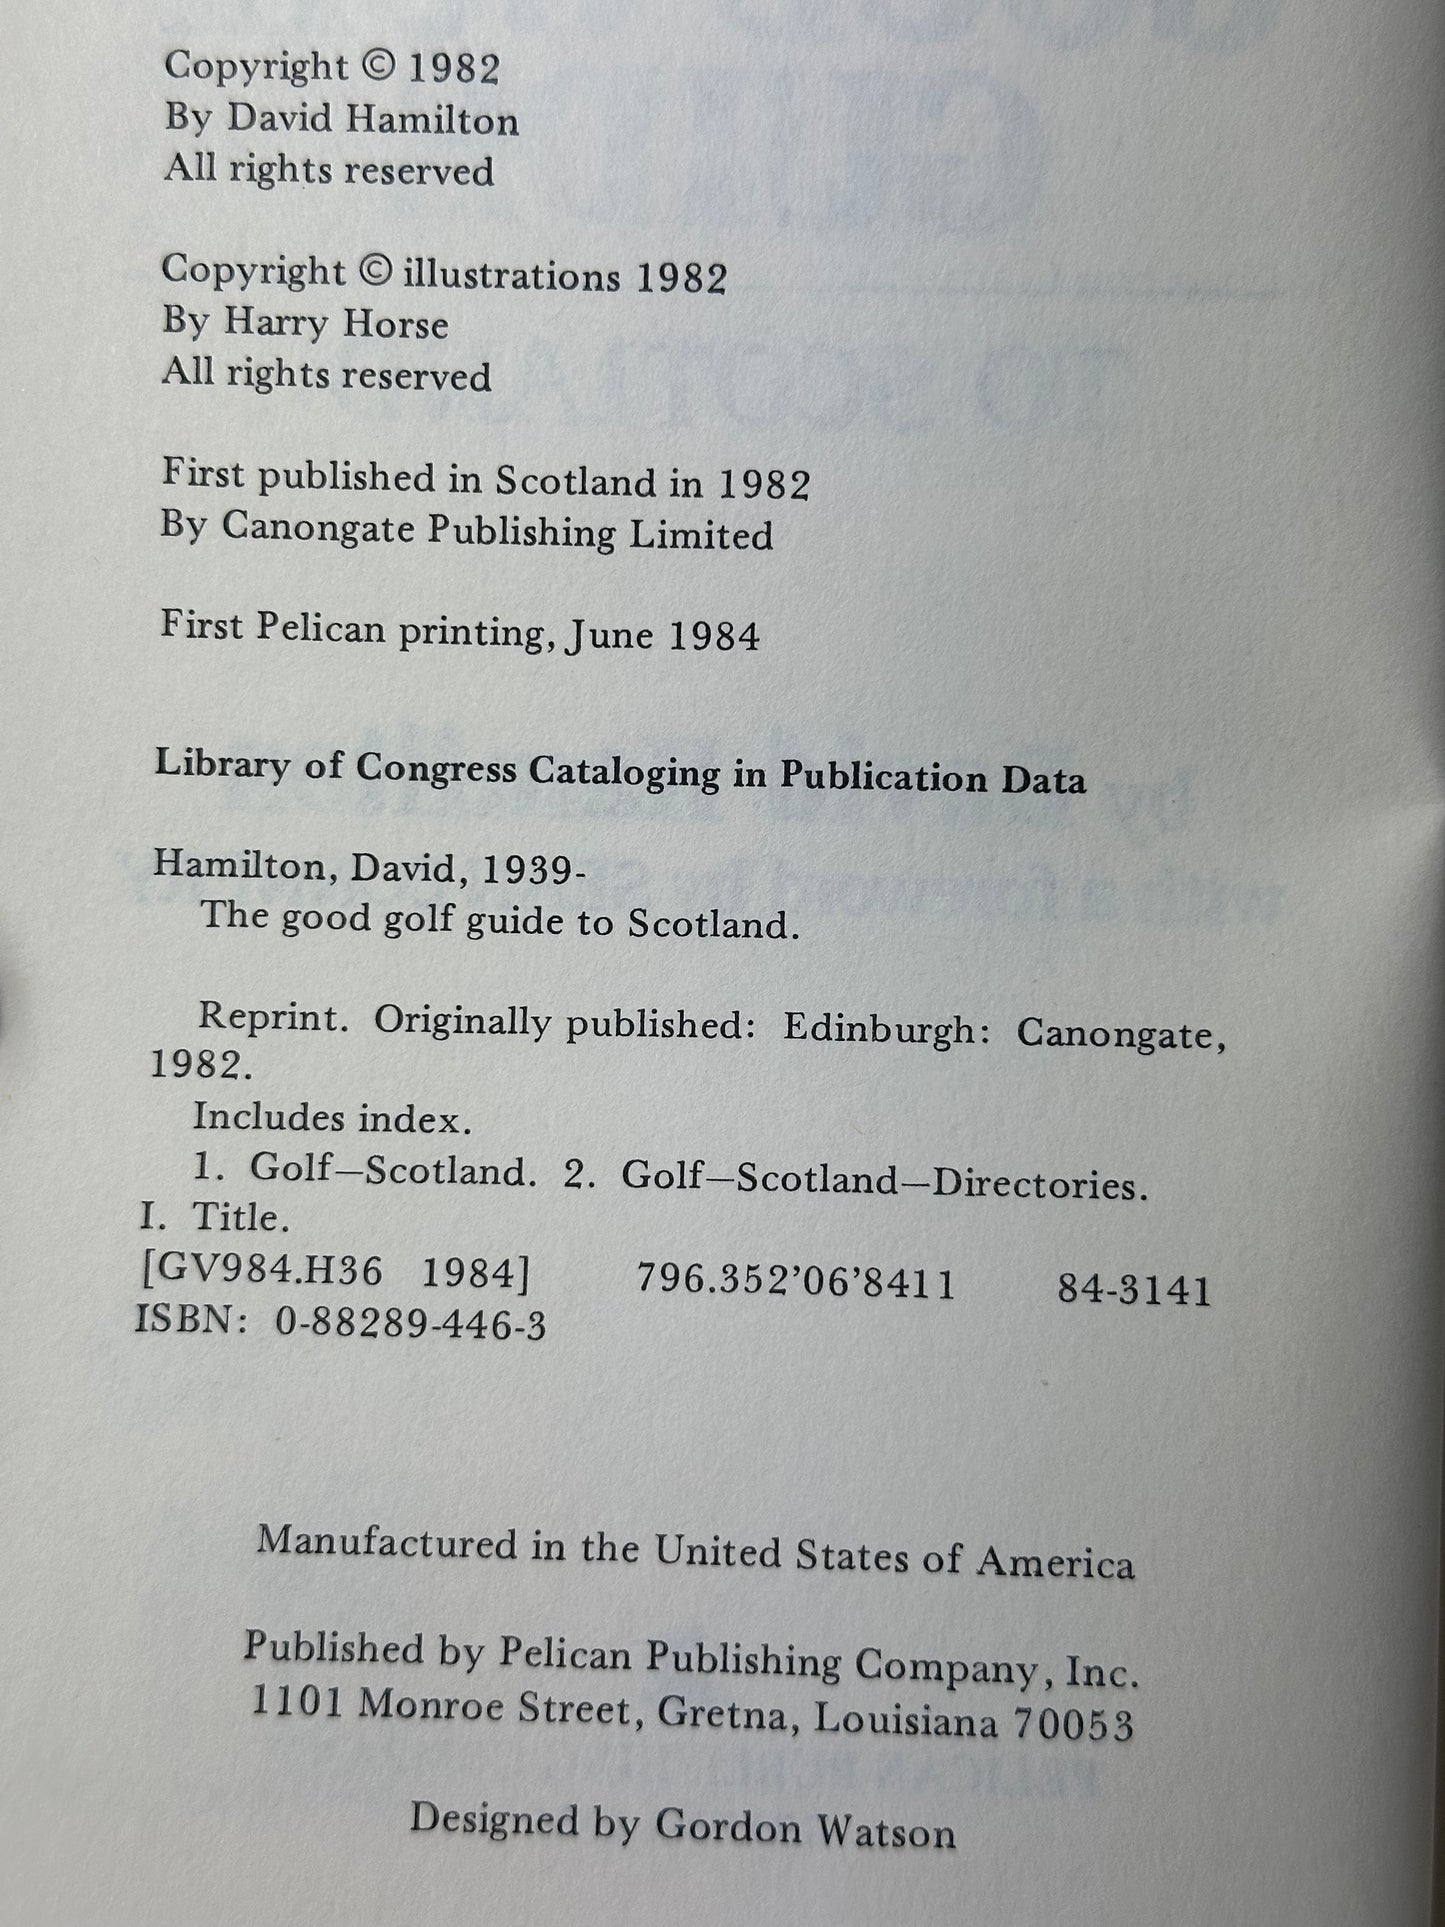 Copyright © 1982
By David Hamilton
All rights reserved
Copyright © illustrations 1982
By Harry Horse
All rights reserved
First published in Scotland in 1982
By Canongate Publishing Limited
First Pelican printing, June 1984
Library of Congress Cataloging in Publication Data
Hamilton, David, 1939-
The good golf guide to Scotland.
Reprint. Originally published: Edinburgh: Canongate,
1982.
Includes index.
1. Golf—Scotland. 2. Golf—Scotland—Directories.
I. Title.
[GV984.H36 1984] 796.352’06’8411 84-3141
ISBN: 0-88289-446-3
Manufactured in the United States of America
Published by Pelican Publishing Company, Inc.
1101 Monroe Street, Gretna, Louisiana 70053
Designed by Gordon Watson